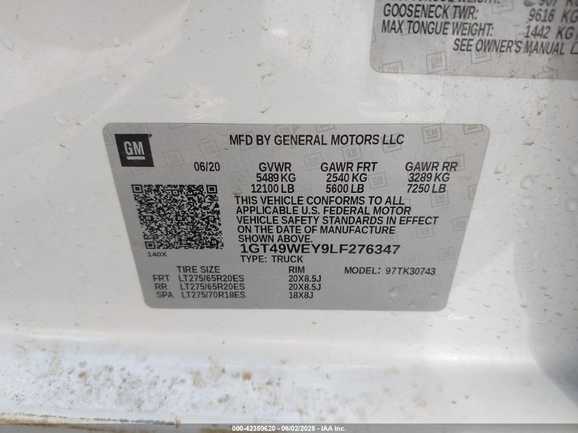 907 KG
GOOSENECK TWR: 9616 KG
MAX TONGUE WEIGHT: 1442 KG
SEE OWNER'S MANUAL
GM
MFD BY GENERAL MOTORS LLC
06/20 GVWR GAWR FRT GAWR RR
5489 KG 2540 KG 3289 KG
12100 LB 5600 LB 7250 LB
THIS VEHICLE CONFORMS TO ALL
APPLICABLE U.S. FEDERAL MOTOR
VEHICLE SAFETY STANDARDS IN EFFECT
ON THE DATE OF MANUFACTURE
SHOWN ABOVE.
140X
1GT49WEY9LF276347
TYPE: TRUCK
TIRE SIZE RIM MODEL: 97TK30743
FRT LT275/65R20ES 20X8.5J
RR LT275/65R20ES 20X8.5J
SPA LT275/70R18ES 18X8J